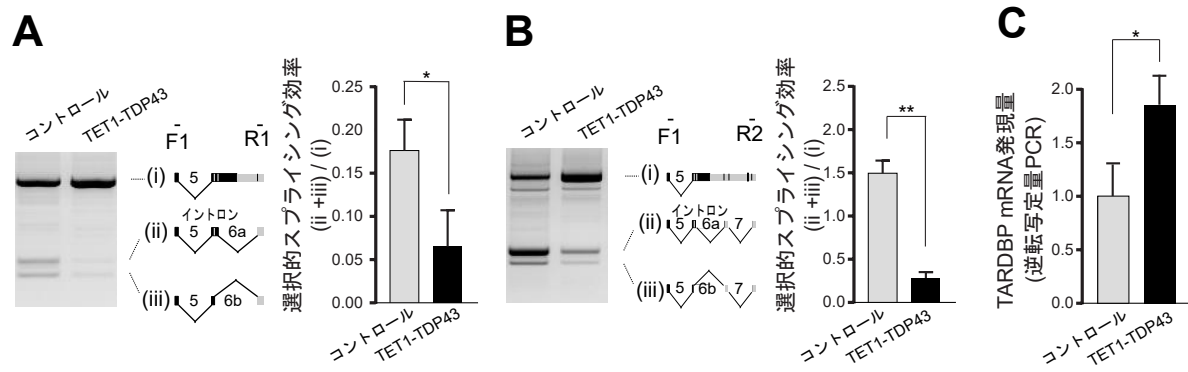 A
コントロール
TET1-TDP43
F1
R1
(i)
5
イントロン
(ii)
5
6a
(iii)
5
6b
選択的スプライシング効率
(ii +iii) / (i)
0.25
0.20
0.15
0.10
0.05
0.00
*
コントロール
TET1-TDP43
B
コントロール
TET1-TDP43
F1
R2
(i)
5
イントロン
(ii)
5
6a
7
(iii)
5
6b
7
選択的スプライシング効率
(ii +iii) / (i)
2.5
2.0
1.5
1.0
0.5
0.0
**
コントロール
TET1-TDP43
C
TARDBP mRNA発現量
(逆転写定量PCR)
2.0
1.5
1.0
0.5
0.0
*
コントロール
TET1-TDP43